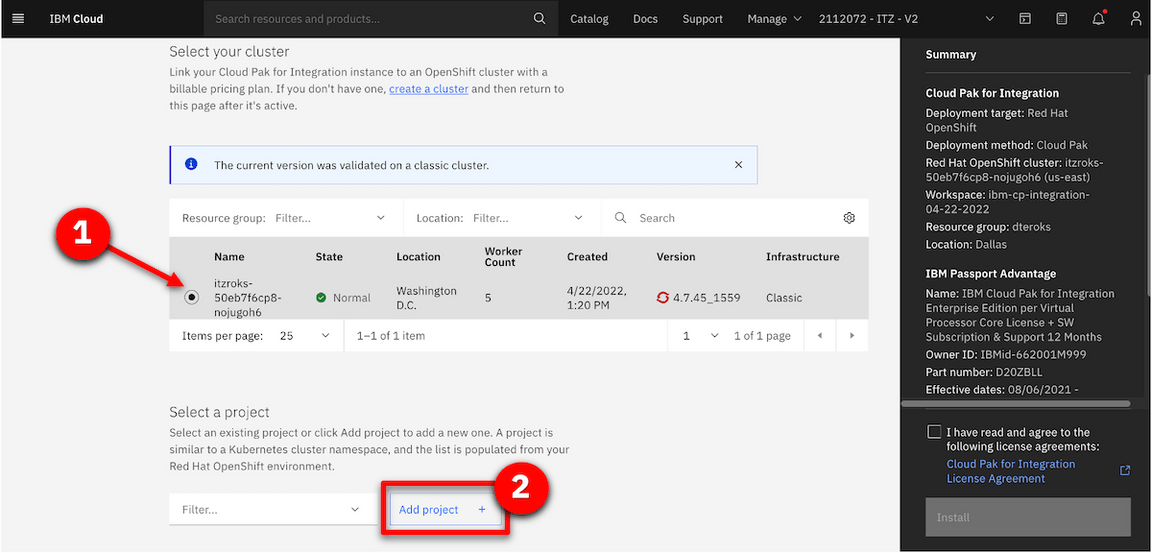 IBM Cloud
Search resources and products...
Catalog
Docs
Support
Manage
2112072 - ITZ - V2
Select your cluster
Link your Cloud Pak for Integration instance to an OpenShift cluster with a
billable pricing plan. If you don't have one, create a cluster and then return to
this page after it's active.
The current version was validated on a classic cluster.
Resource group: Filter...
Location: Filter...
Search
1
Name
State
Location
Worker
Count
Created
Version
Infrastructure
itzroks-
50eb7f6cp8-
nojugoh6
Normal
Washington
D.C.
5
4/22/2022,
1:20 PM
4.7.45_1559
Classic
Items per page: 25
1–1 of 1 item
1
1 of 1 page
Select a project
Select an existing project or click Add project to add a new one. A project is
similar to a Kubernetes cluster namespace, and the list is populated from your
Red Hat OpenShift environment.
2
Filter...
Add project +
Summary
Cloud Pak for Integration
Deployment target: Red Hat
OpenShift
Deployment method: Cloud Pak
Red Hat OpenShift cluster: itzroks-
50eb7f6cp8-nojugoh6 (us-east)
Workspace: ibm-cp-integration-
04-22-2022
Resource group: dteroks
Location: Dallas
IBM Passport Advantage
Name: IBM Cloud Pak for Integration
Enterprise Edition per Virtual
Processor Core License + SW
Subscription & Support 12 Months
Owner ID: IBMid-662001M999
Part number: D20ZBLL
Effective dates: 08/06/2021 -
I have read and agree to the
following license agreements:
Cloud Pak for Integration
License Agreement
Install